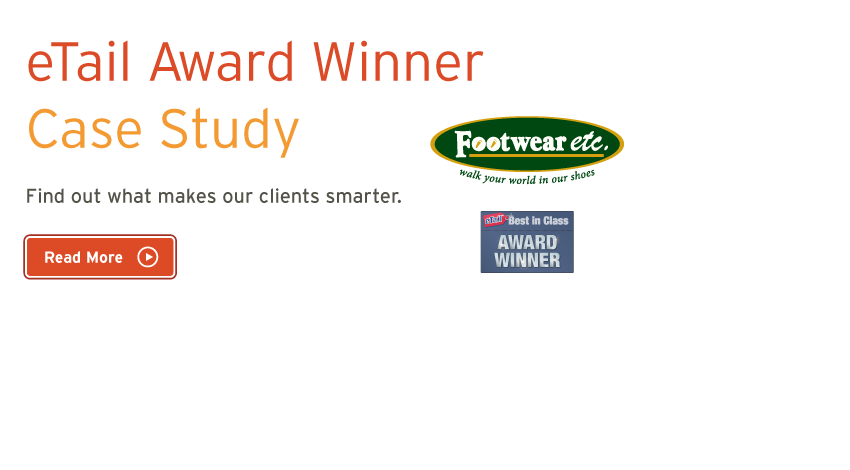 eTail Award Winner
Case Study
Find out what makes our clients smarter.
Read More
Footwear etc.
walk your world in our shoes
eTail Best in Class
AWARD
WINNER